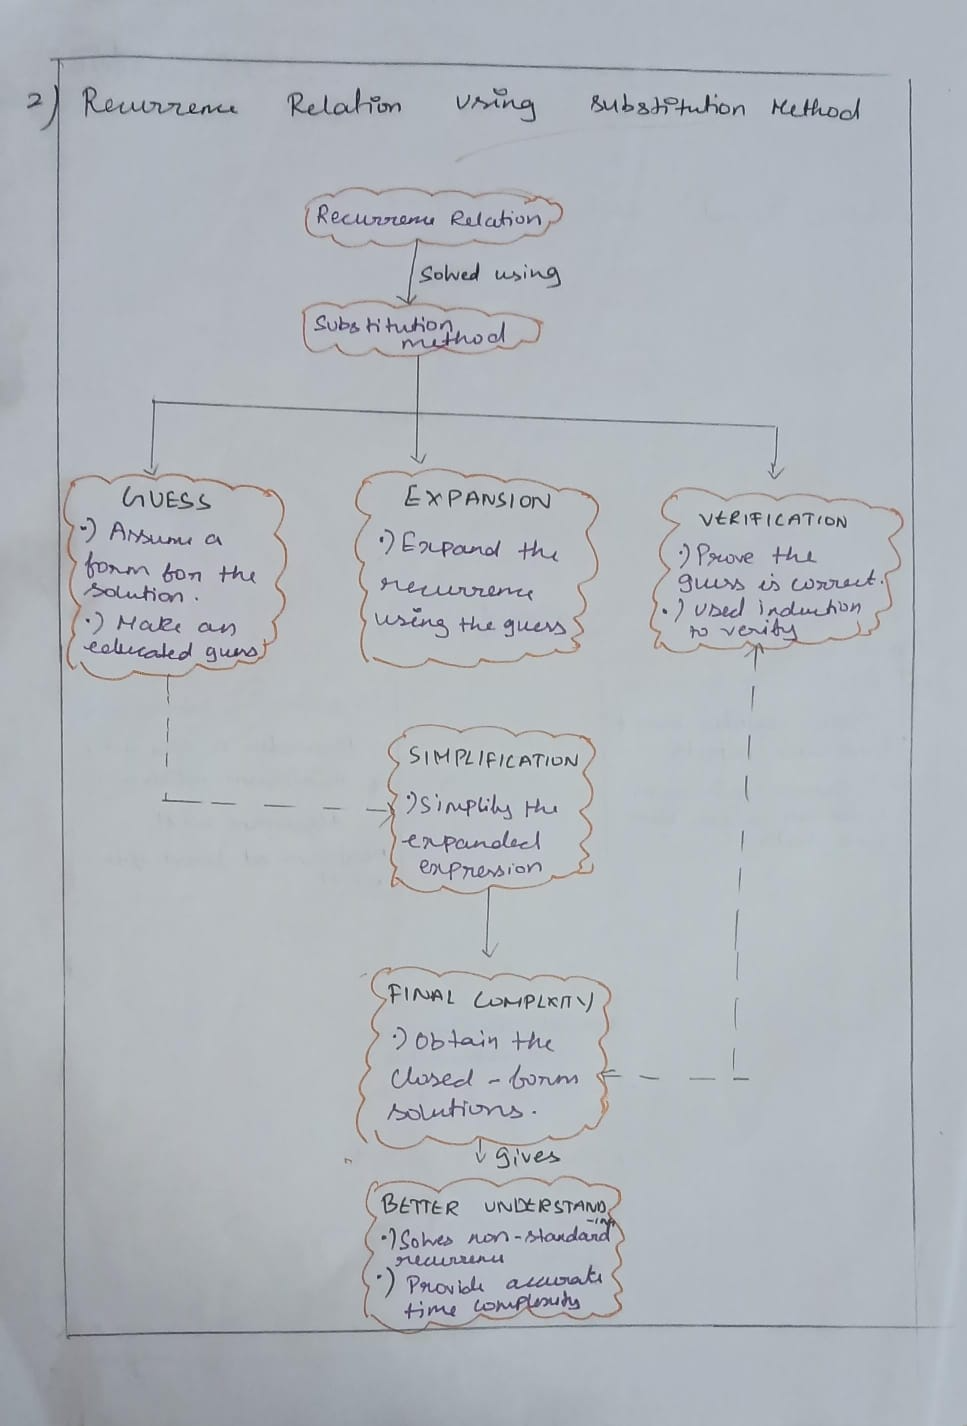 2) Recurrence Relation Using Substitution Method
Recurrence Relation
Solved using
Substitution
method
GUESS
•) Assume a
form for the
solution.
•) Make an
educated guess
EXPANSION
•) Expand the
recurrence
using the guess
VERIFICATION
•) Prove the
guess is correct.
•) Used induction
to verify
SIMPLIFICATION
•) Simplify the
expanded
expression
FINAL COMPLXITY
•) Obtain the
closed-form
solutions.
gives
BETTER UNDERSTAND
-ing
•) Solves non-standard
recurrence
•) Provide accurate
time complexity